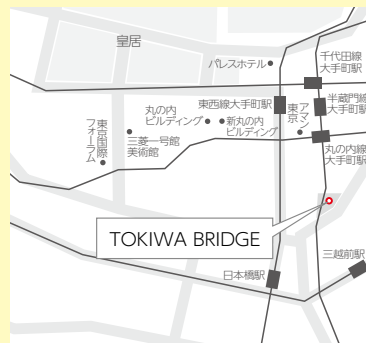 皇居
パレスホテル
千代田線
大手町駅
東西線大手町駅
半蔵門線
大手町駅
アマン
東京
丸の内
ビルディング
新丸の内
ビルディング
丸の内線
大手町駅
東京国際
フォーラム
三菱一号館
美術館
TOKIWA BRIDGE
三越前駅
日本橋駅